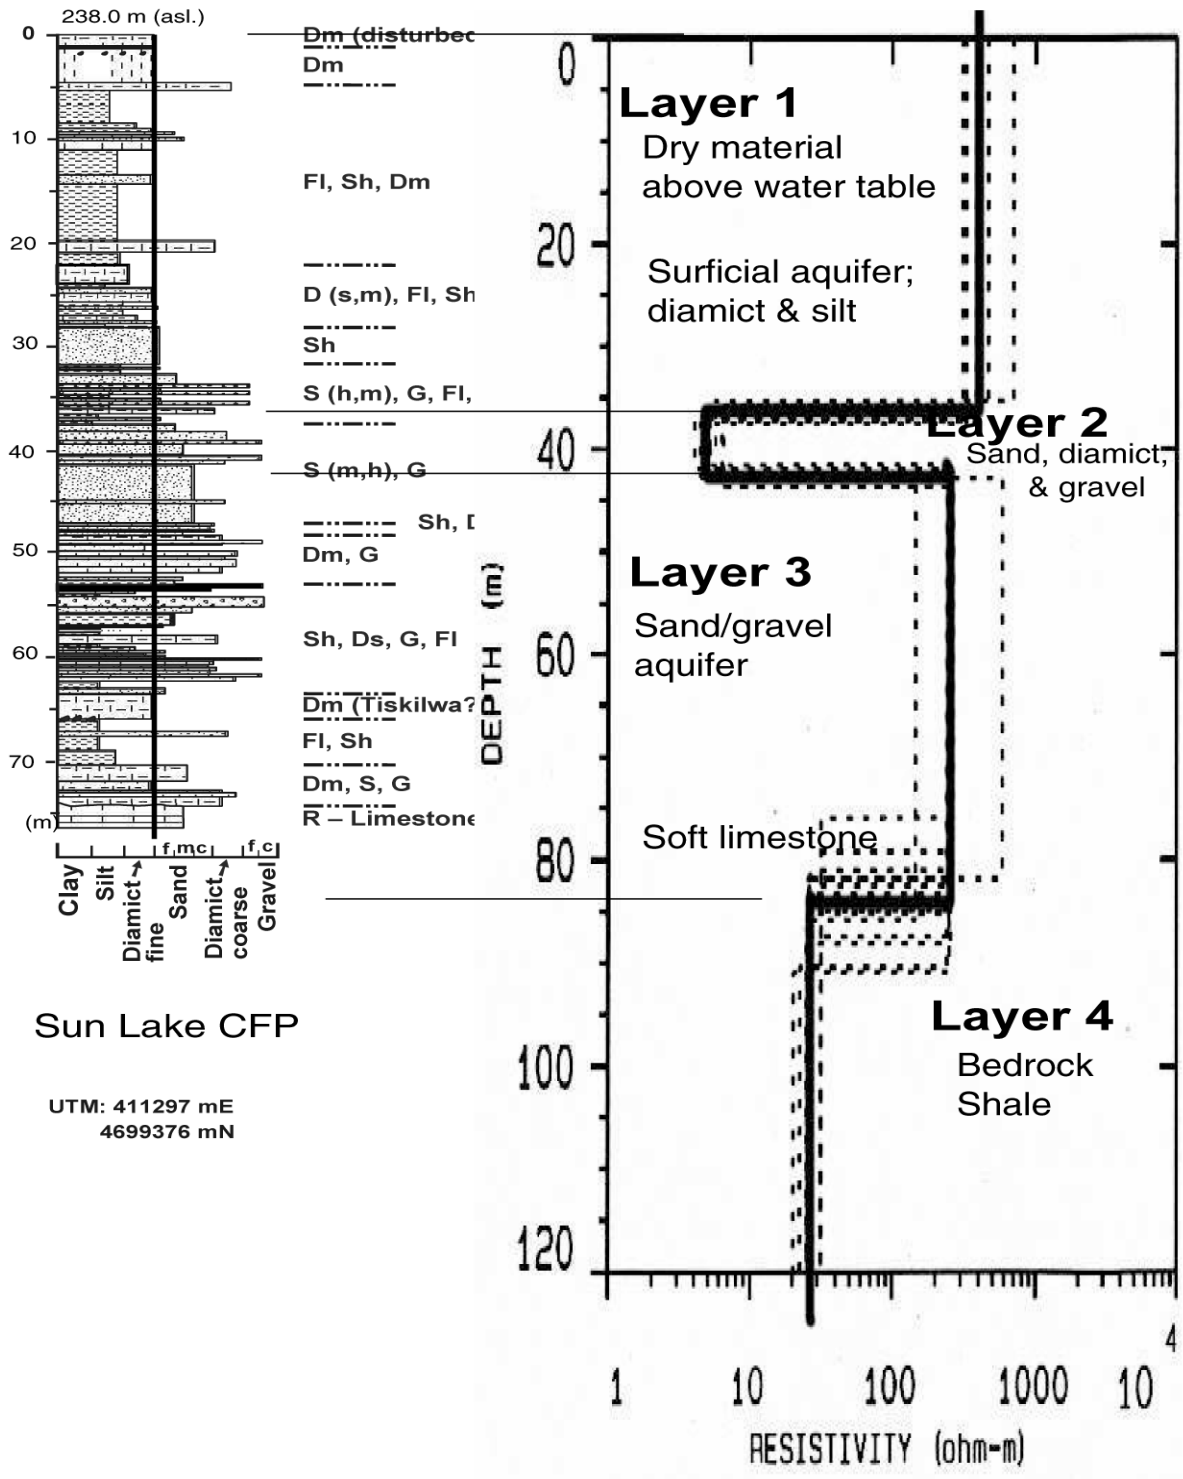 238.0 m (asl.)
0
10
20
30
40
50
60
70
(m)
f m c
f c
Clay
Silt
Diamict
fine
Sand
Diamict
coarse
Gravel
Dm (disturbed
Dm
Fl, Sh, Dm
D (s,m), Fl, Sh
Sh
S (h,m), G, Fl,
S (m,h), G
Sh, D
Dm, G
Sh, Ds, G, Fl
Dm (Tiskilwa?
Fl, Sh
Dm, S, G
R – Limestone
Sun Lake CFP
UTM: 411297 mE
4699376 mN
DEPTH (m)
0
20
40
60
80
100
120
Layer 1
Dry material
above water table
Surficial aquifer;
diamict & silt
Layer 2
Sand, diamict,
& gravel
Layer 3
Sand/gravel
aquifer
Soft limestone
Layer 4
Bedrock
Shale
4
1 10 100 1000 10
RESISTIVITY (ohm-m)